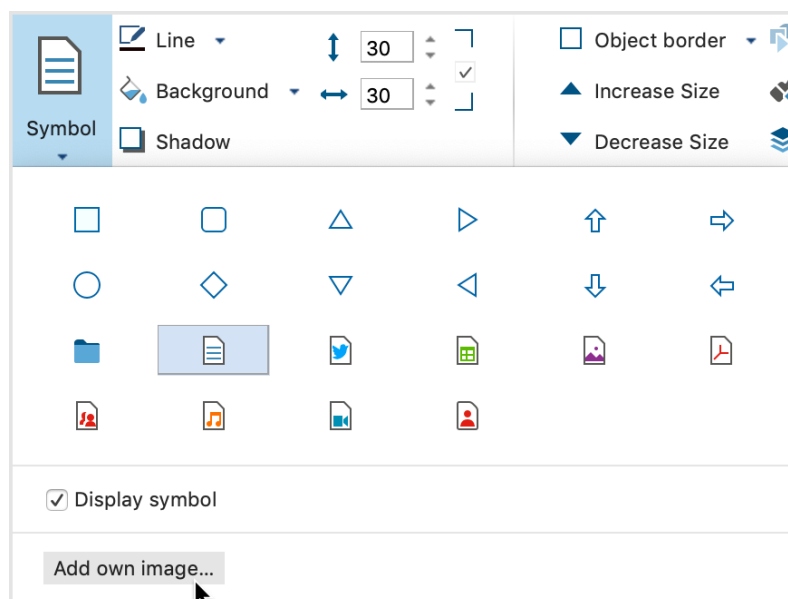 Symbol
Line
Background
Shadow
30
30
Object border
Increase Size
Decrease Size
Display symbol
Add own image...